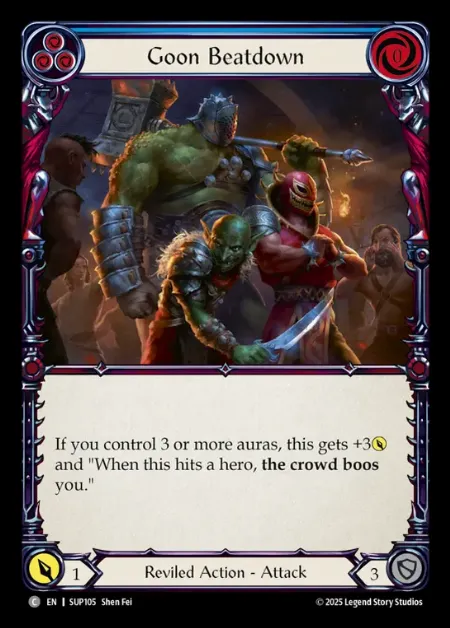 Goon Beatdown
0
If you control 3 or more auras, this gets +3
and "When this hits a hero, the crowd boos
you."
1
Reviled Action - Attack
3
C EN | SUP105 Shen Fei
© 2025 Legend Story Studios